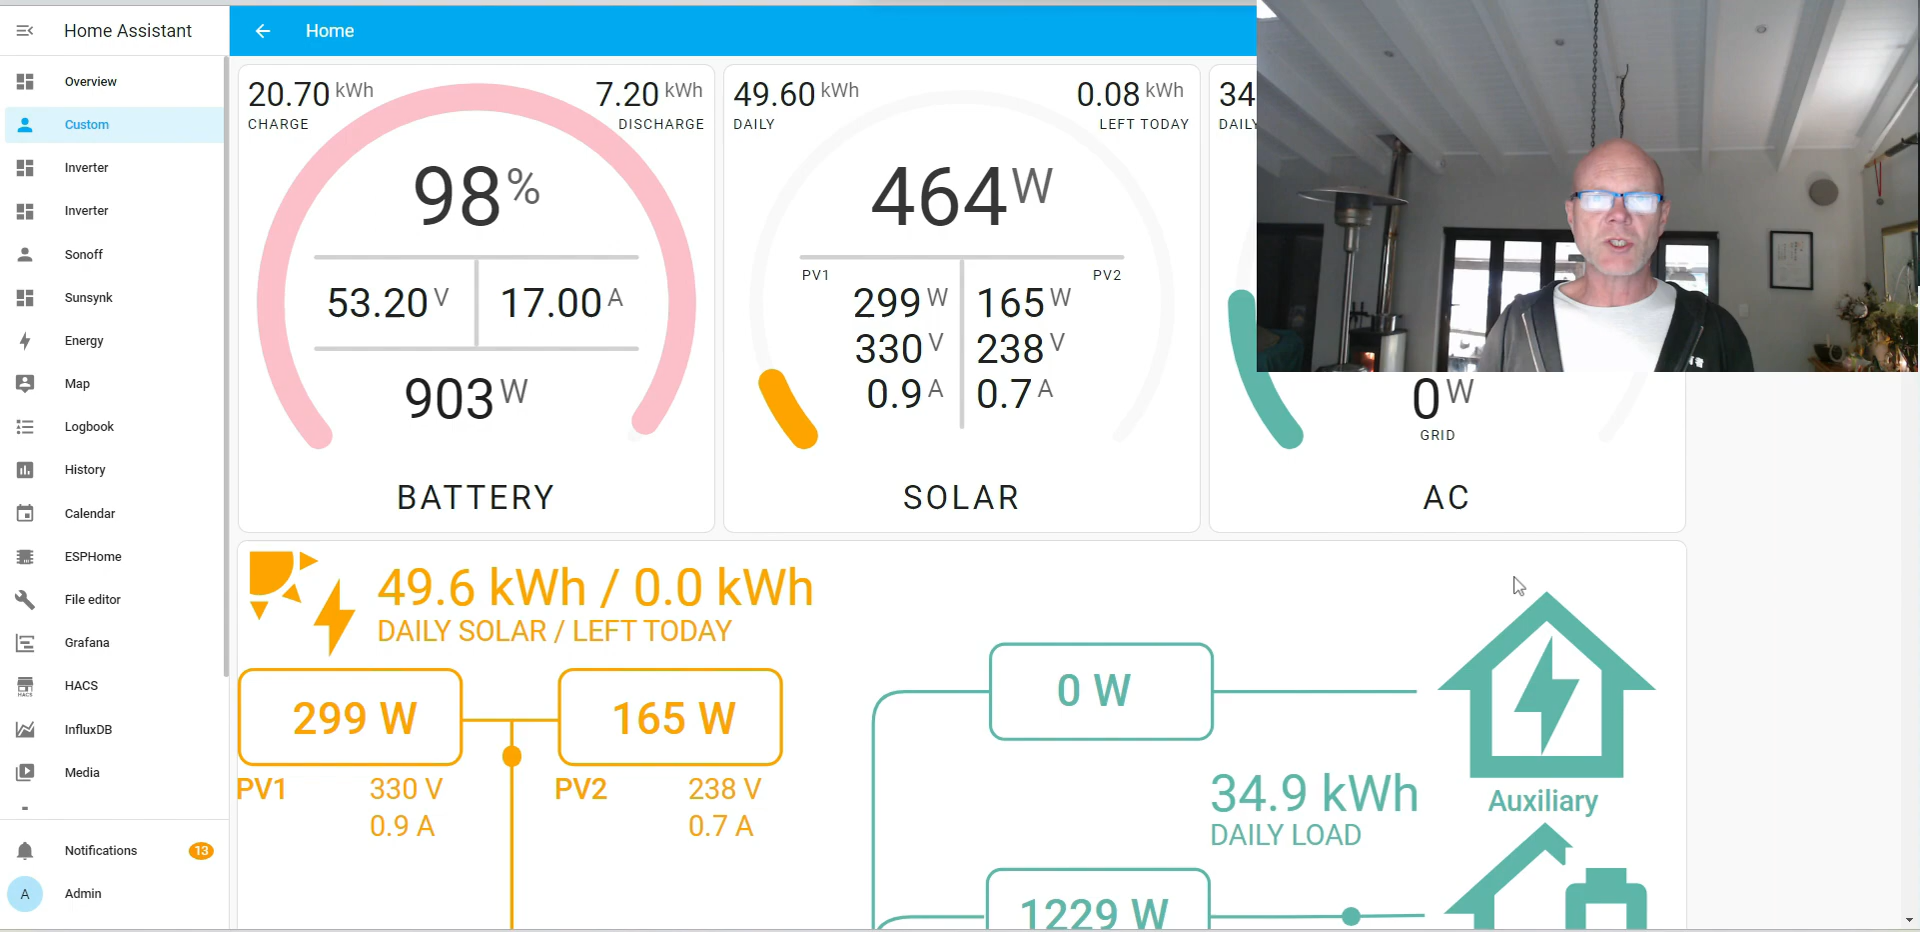 Home Assistant
Overview
Custom
Inverter
Inverter
Sonoff
Sunsynk
Energy
Map
Logbook
History
Calendar
ESPHome
File editor
Grafana
HACS
HACS
InfluxDB
Media
Notifications 13
A Admin
Home
20.70 kWh
CHARGE
7.20 kWh
DISCHARGE
98 %
53.20 V
17.00 A
903 W
BATTERY
49.60 kWh
DAILY
0.08 kWh
LEFT TODAY
464 W
PV1
PV2
299 W
165 W
330 V
238 V
0.9 A
0.7 A
SOLAR
34
DAILY
0 W
GRID
AC
49.6 kWh / 0.0 kWh
DAILY SOLAR / LEFT TODAY
299 W
165 W
PV1
330 V
0.9 A
PV2
238 V
0.7 A
0 W
34.9 kWh
DAILY LOAD
Auxiliary
1229 W